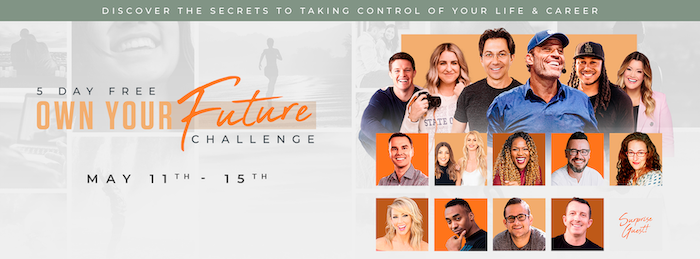 DISCOVER THE SECRETS TO TAKING CONTROL OF YOUR LIFE & CAREER
5 DAY FREE
OWN YOUR Future
CHALLENGE
MAY 11TH - 15TH
STATE
Surprise
Guest!